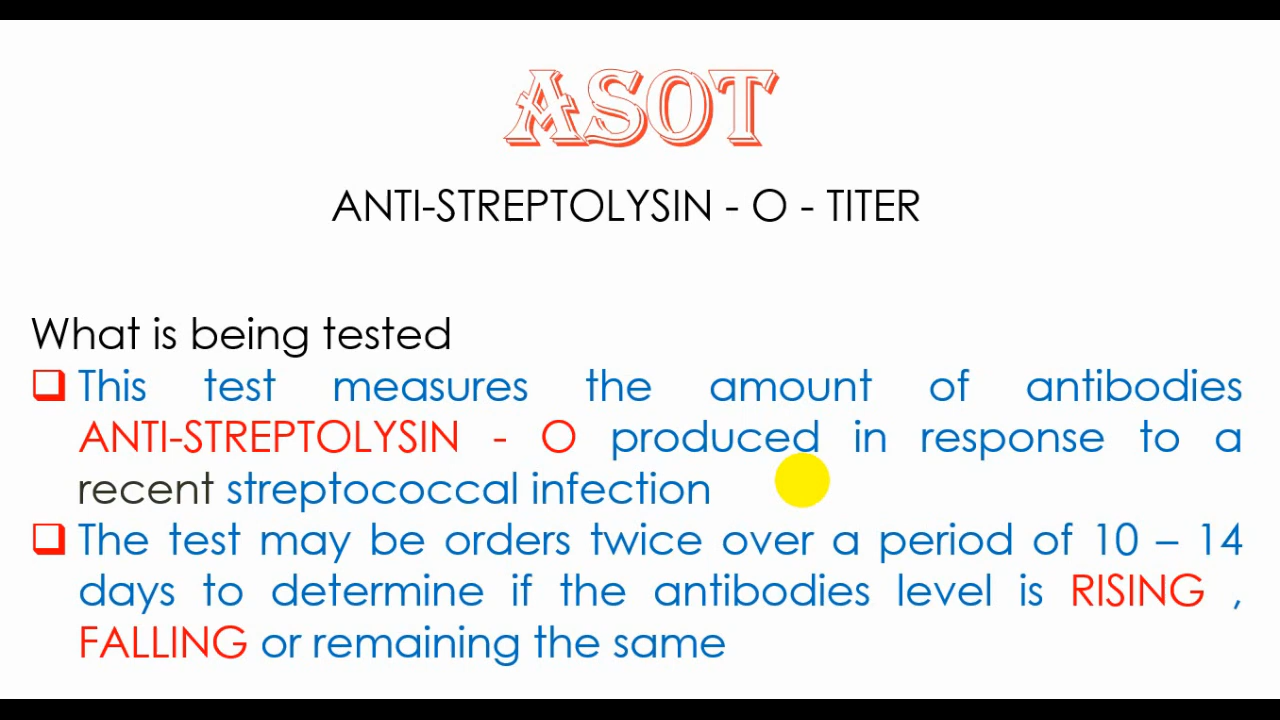 ASOT
ANTI-STREPTOLYSIN - O - TITER
What is being tested
This test measures the amount of antibodies
ANTI-STREPTOLYSIN - O produced in response to a
recent streptococcal infection
The test may be orders twice over a period of 10 – 14
days to determine if the antibodies level is RISING ,
FALLING or remaining the same